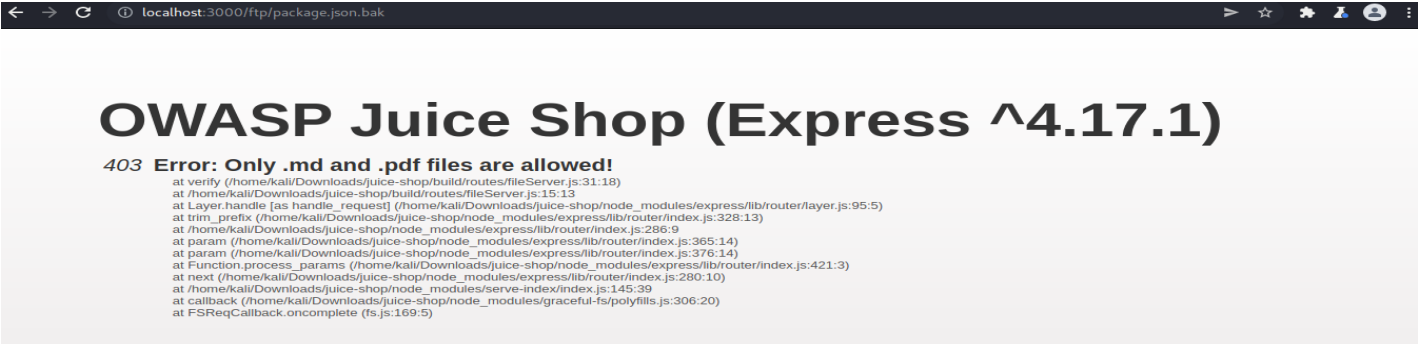 localhost:3000/ftp/package.json.bak
OWASP Juice Shop (Express ^4.17.1)
403 Error: Only .md and .pdf files are allowed!
at verify (/home/kali/Downloads/juice-shop/build/routes/fileServer.js:31:18)
at /home/kali/Downloads/juice-shop/build/routes/fileServer.js:15:13
at Layer.handle [as handle_request] (/home/kali/Downloads/juice-shop/node_modules/express/lib/router/layer.js:95:5)
at trim_prefix (/home/kali/Downloads/juice-shop/node_modules/express/lib/router/index.js:328:13)
at /home/kali/Downloads/juice-shop/node_modules/express/lib/router/index.js:286:9
at param (/home/kali/Downloads/juice-shop/node_modules/express/lib/router/index.js:365:14)
at param (/home/kali/Downloads/juice-shop/node_modules/express/lib/router/index.js:376:14)
at Function.process_params (/home/kali/Downloads/juice-shop/node_modules/express/lib/router/index.js:421:3)
at next (/home/kali/Downloads/juice-shop/node_modules/express/lib/router/index.js:280:10)
at /home/kali/Downloads/juice-shop/node_modules/serve-index/index.js:145:39
at callback (/home/kali/Downloads/juice-shop/node_modules/graceful-fs/polyfills.js:306:20)
at FSReqCallback.oncomplete (fs.js:169:5)